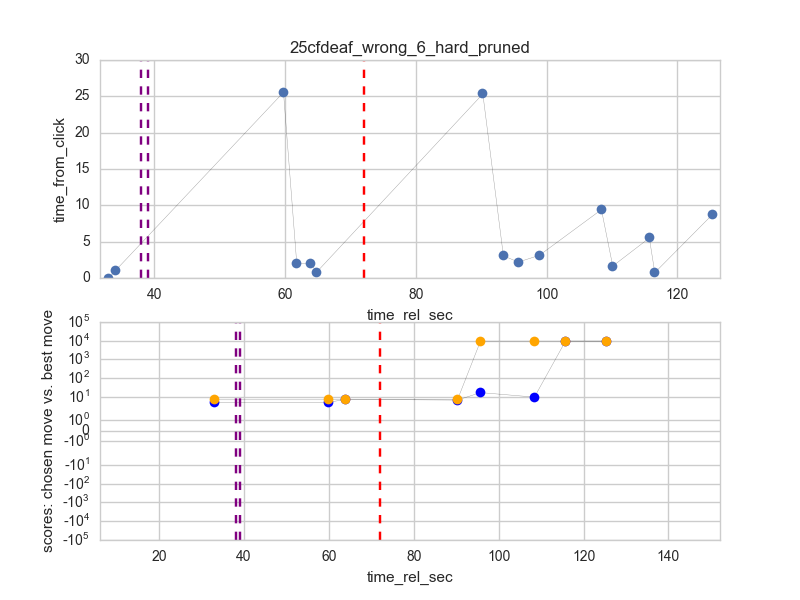 25cfdeaf_wrong_6_hard_pruned
30
25
20
15
10
5
0
time_from_click
40 60 80 100 120
time_rel_sec
10^5
10^4
10^3
10^2
10^1
10^0
0
-10^0
-10^1
-10^2
-10^3
-10^4
-10^5
scores: chosen move vs. best move
20 40 60 80 100 120 140
time_rel_sec